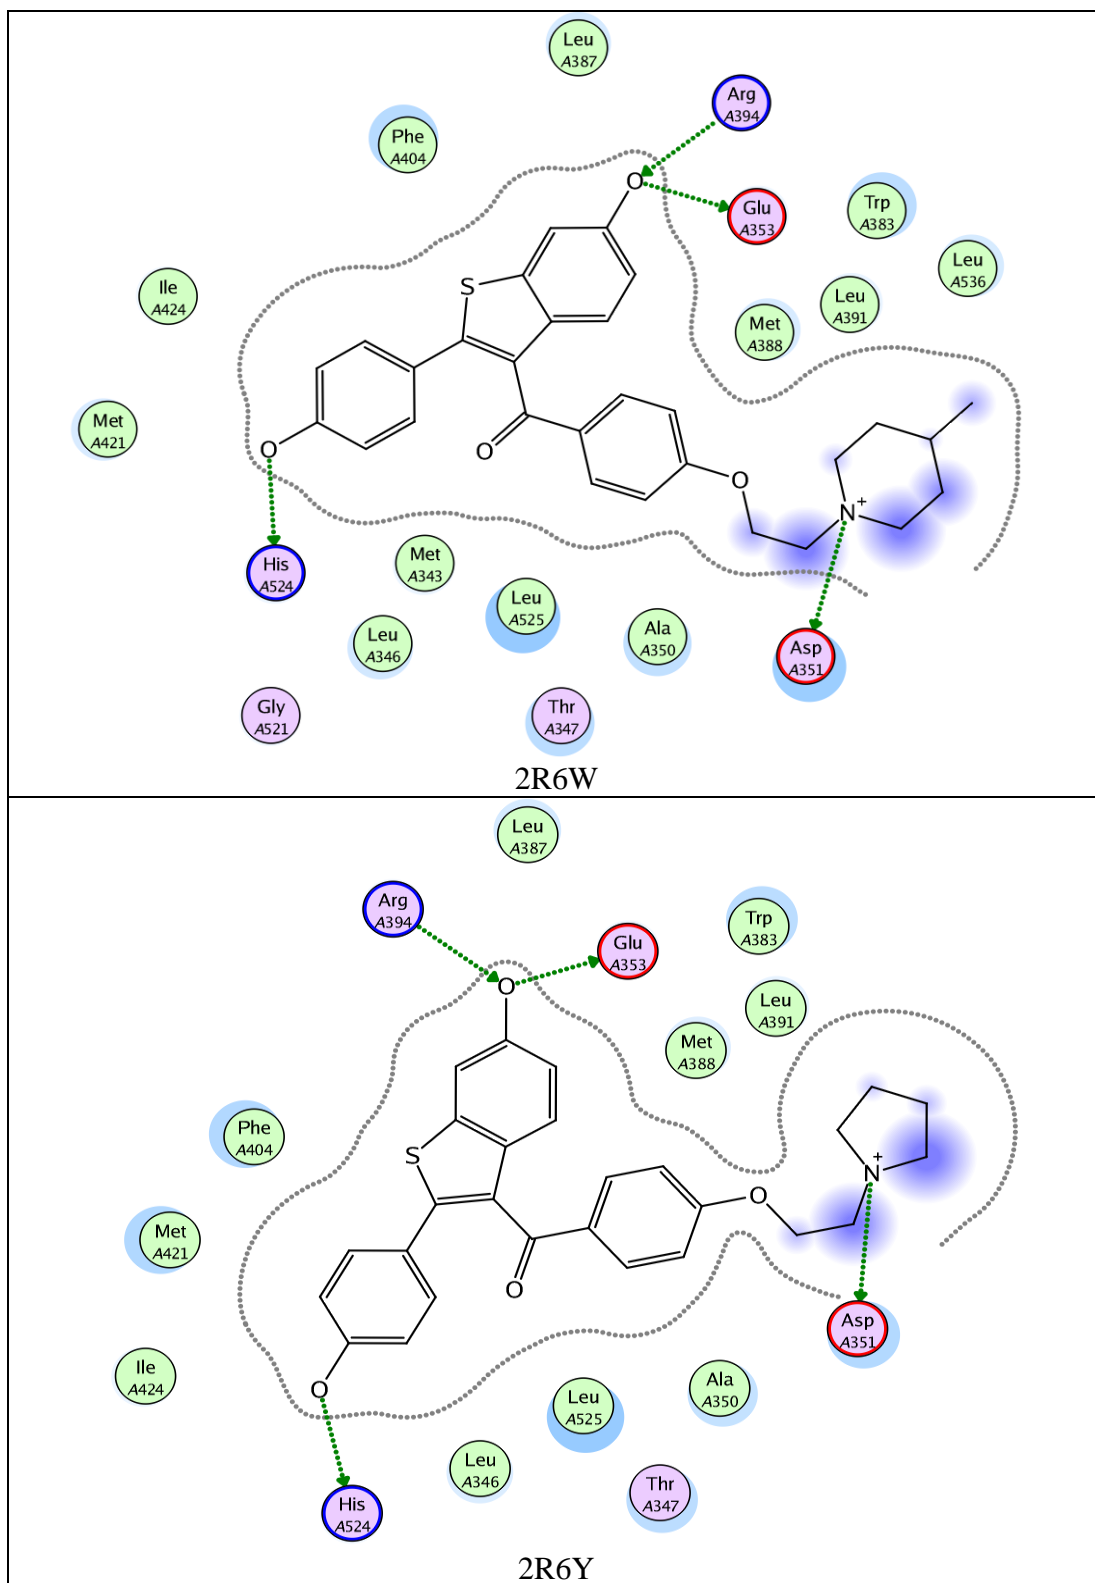 Leu
A387
Arg
A394
Phe
A404
O
Glu
A353
Trp
A383
Leu
A536
Ile
A424
S
Leu
A391
Met
A388
Met
A421
O
O
O
N+
His
A524
Met
A343
Leu
A525
Leu
A346
Ala
A350
Asp
A351
Gly
A521
Thr
A347
2R6W
Leu
A387
Arg
A394
Glu
A353
Trp
A383
O
Leu
A391
Met
A388
Phe
A404
S
N+
O
Met
A421
O
Asp
A351
Ile
A424
O
Ala
A350
Leu
A525
Leu
A346
Thr
A347
His
A524
2R6Y